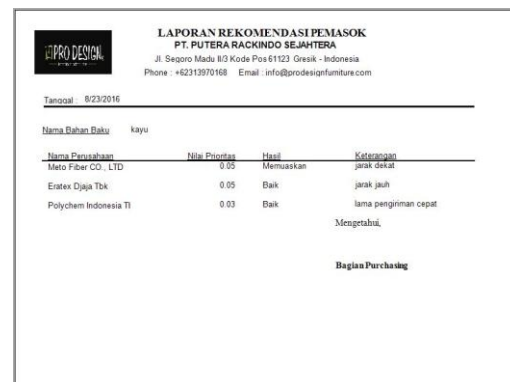 PRO DESIGN
LAPORAN REKOMENDASI PEMASOK
PT. PUTERA RACKINDO SEJAHTERA
Jl. Segoro Madu II/3 Kode Pos 61123 Gresik - Indonesia
Phone : +62313970168 Email : info@prodesignfurniture.com
Tanggal : 8/23/2016
Nama Bahan Baku kayu
Nama Perusahaan Nilai Prioritas Hasil Keterangan
Meto Fiber CO., LTD 0.05 Memuaskan jarak dekat
Eratex Djaja Tbk 0.05 Baik jarak jauh
Polychem Indonesia Tl 0.03 Baik lama pengiriman cepat
Mengetahui,
Bagian Purchasing